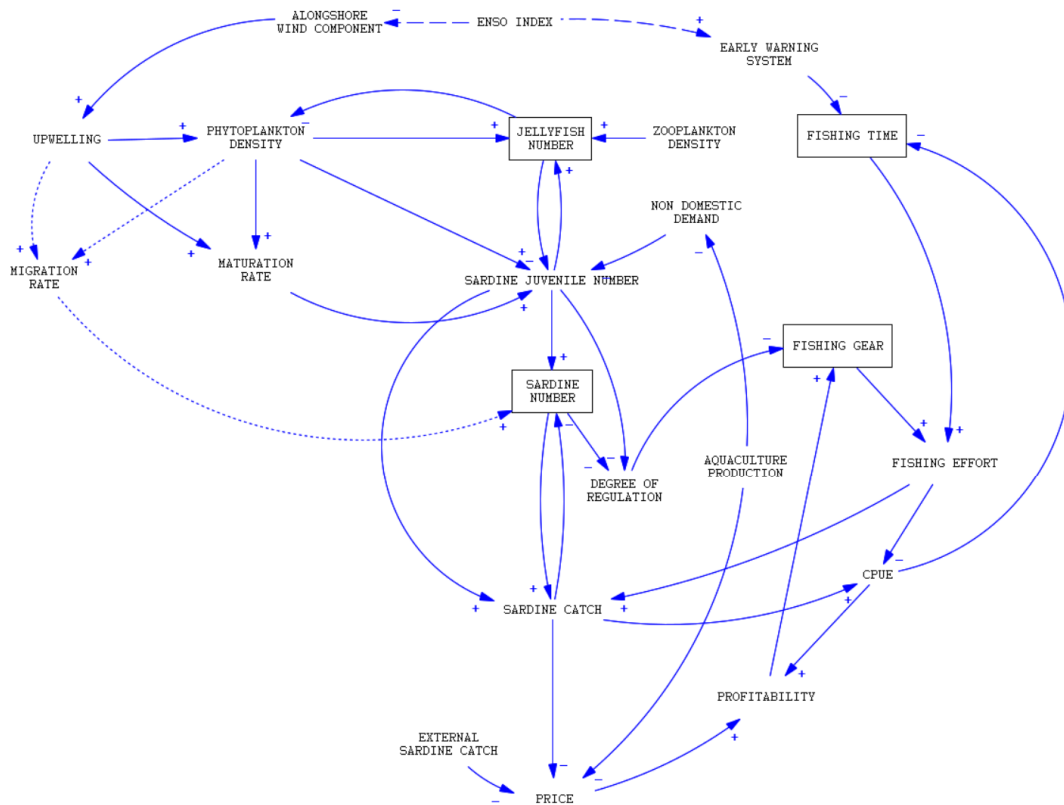 ALONGSHORE
WIND COMPONENT
ENSO INDEX
EARLY WARNING
SYSTEM
UPWELLING
PHYTOPLANKTON
DENSITY
JELLYFISH
NUMBER
ZOOPLANKTON
DENSITY
FISHING TIME
NON DOMESTIC
DEMAND
MIGRATION
RATE
MATURATION
RATE
SARDINE JUVENILE NUMBER
FISHING GEAR
SARDINE
NUMBER
DEGREE OF
REGULATION
AQUACULTURE
PRODUCTION
FISHING EFFORT
CPUE
SARDINE CATCH
PROFITABILITY
EXTERNAL
SARDINE CATCH
PRICE